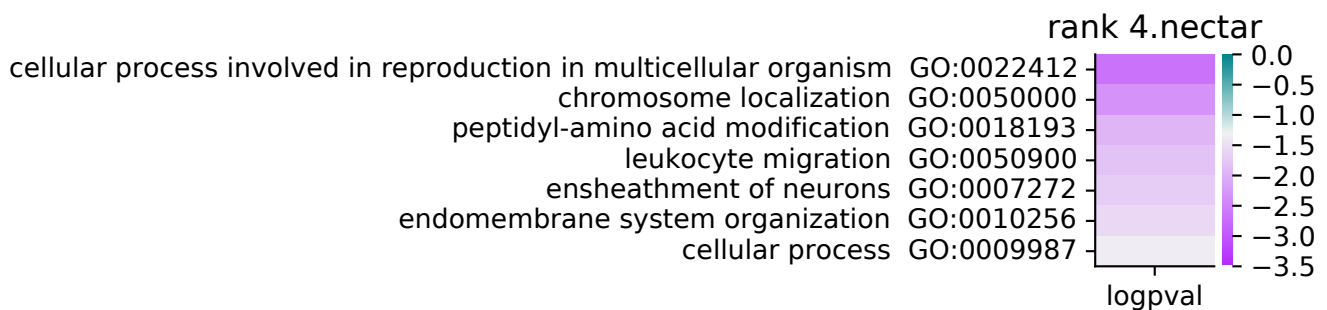 rank 4.nectar
cellular process involved in reproduction in multicellular organism GO:0022412
chromosome localization GO:0050000
peptidyl-amino acid modification GO:0018193
leukocyte migration GO:0050900
ensheathment of neurons GO:0007272
endomembrane system organization GO:0010256
cellular process GO:0009987
0.0
−0.5
−1.0
−1.5
−2.0
−2.5
−3.0
−3.5
logpval